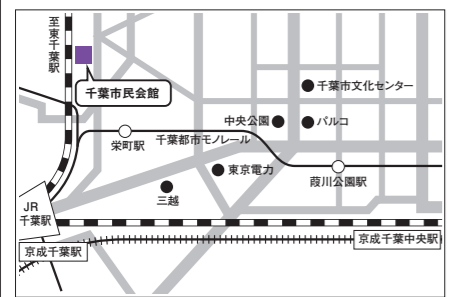 至東千葉駅
千葉市民会館
千葉市文化センター
中央公園
パルコ
千葉都市モノレール
栄町駅
東京電力
葭川公園駅
三越
JR
千葉駅
京成千葉駅
京成千葉中央駅